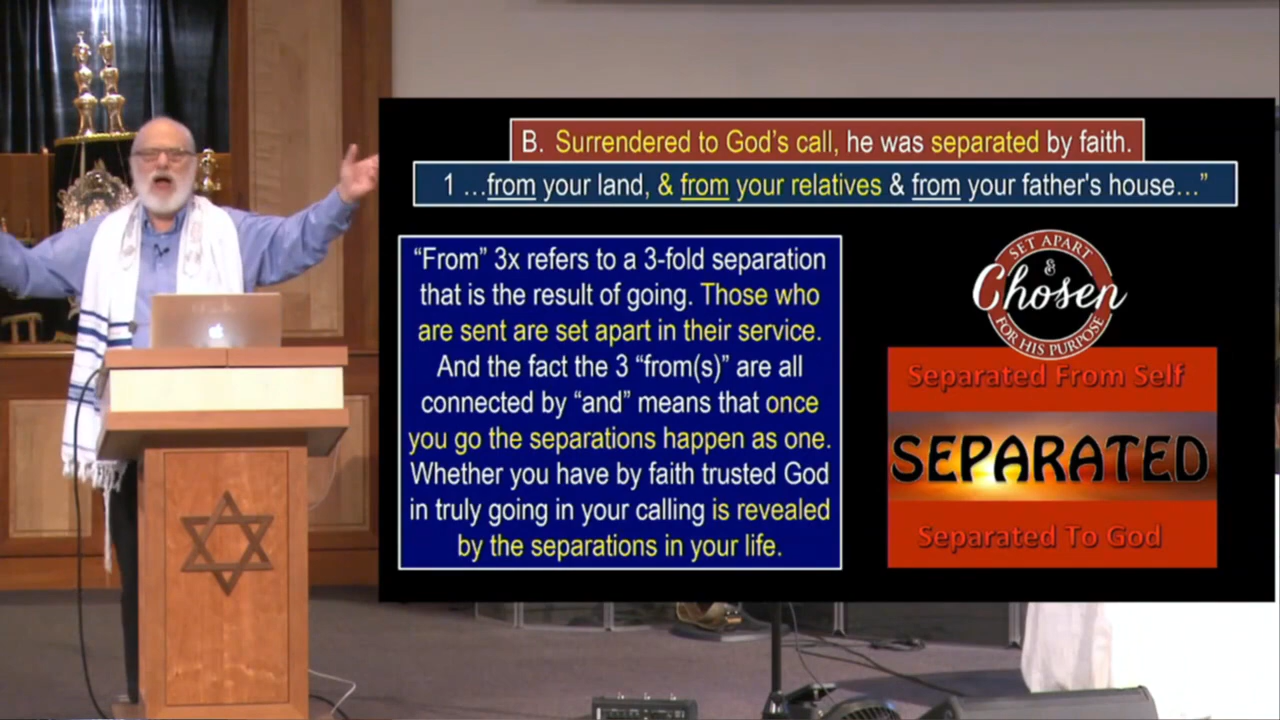 B. Surrendered to God's call, he was separated by faith.
1 …from your land, & from your relatives & from your father's house…”
“From” 3x refers to a 3-fold separation
that is the result of going. Those who
are sent are set apart in their service.
And the fact the 3 “from(s)” are all
connected by “and” means that once
you go the separations happen as one.
Whether you have by faith trusted God
in truly going in your calling is revealed
by the separations in your life.
SET APART
&
Chosen
FOR HIS PURPOSE
Separated From Self
SEPARATED
Separated To God